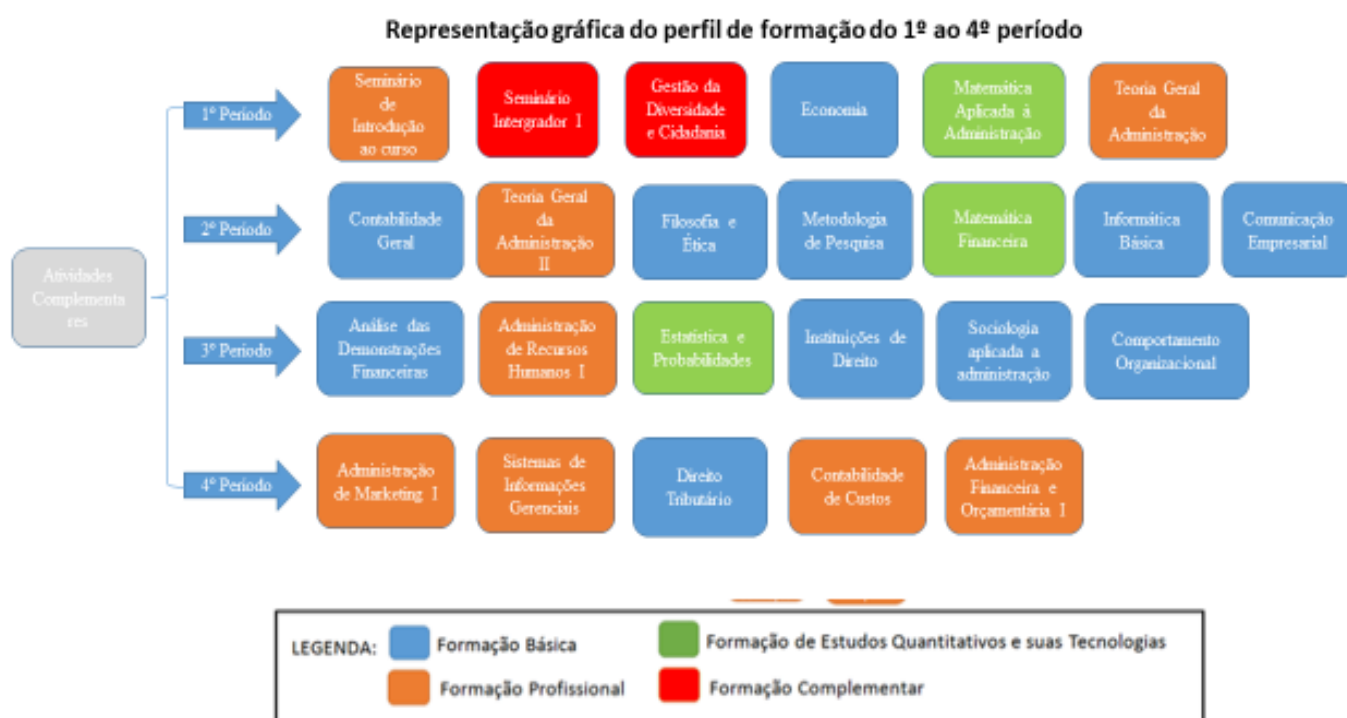 Representação gráfica do perfil de formação do 1º ao 4º período
Atividades
Complementa
res
1º Período
Seminário
de
Introdução
ao curso
Seminário
Intergrador I
Gestão da
Diversidade
e Cidadania
Economia
Matemática
Aplicada à
Administração
Teoria Geral
da
Administração
2º Período
Contabilidade
Geral
Teoria Geral
da
Administração
II
Filosofia e
Ética
Metodologia
de Pesquisa
Matemática
Financeira
Informática
Básica
Comunicação
Empresarial
3º Período
Análise das
Demonstrações
Financeiras
Administração
de Recursos
Humanos I
Estatística e
Probabilidades
Instituições de
Direito
Sociologia
aplicada a
administração
Comportamento
Organizacional
4º Período
Administração
de Marketing I
Sistemas de
Informações
Gerenciais
Direito
Tributário
Contabilidade
de Custos
Administração
Financeira e
Orçamentária I
LEGENDA:
Formação Básica
Formação de Estudos Quantitativos e suas Tecnologias
Formação Profissional
Formação Complementar